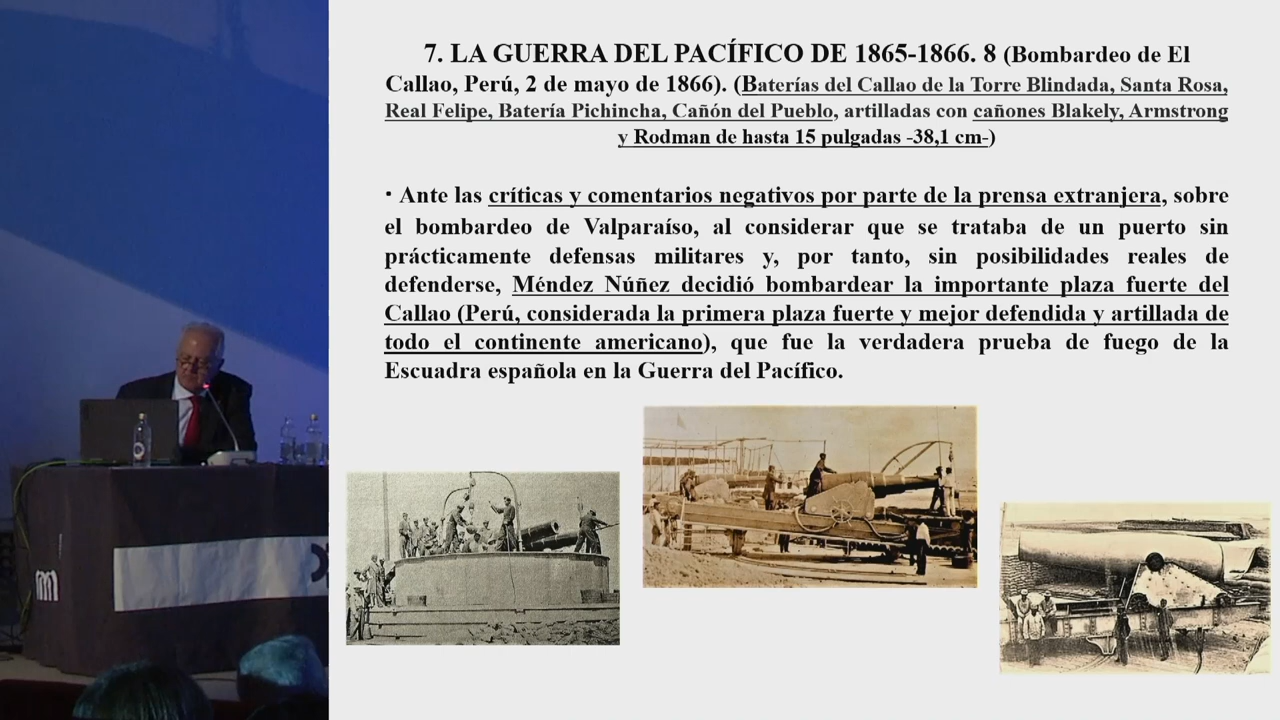 7. LA GUERRA DEL PACÍFICO DE 1865-1866. 8 (Bombardeo de El
Callao, Perú, 2 de mayo de 1866). (Baterías del Callao de la Torre Blindada, Santa Rosa,
Real Felipe, Batería Pichincha, Cañón del Pueblo, artilladas con cañones Blakely, Armstrong
y Rodman de hasta 15 pulgadas -38,1 cm-)
· Ante las críticas y comentarios negativos por parte de la prensa extranjera, sobre
el bombardeo de Valparaíso, al considerar que se trataba de un puerto sin
prácticamente defensas militares y, por tanto, sin posibilidades reales de
defenderse, Méndez Núñez decidió bombardear la importante plaza fuerte del
Callao (Perú, considerada la primera plaza fuerte y mejor defendida y artillada de
todo el continente americano), que fue la verdadera prueba de fuego de la
Escuadra española en la Guerra del Pacífico.